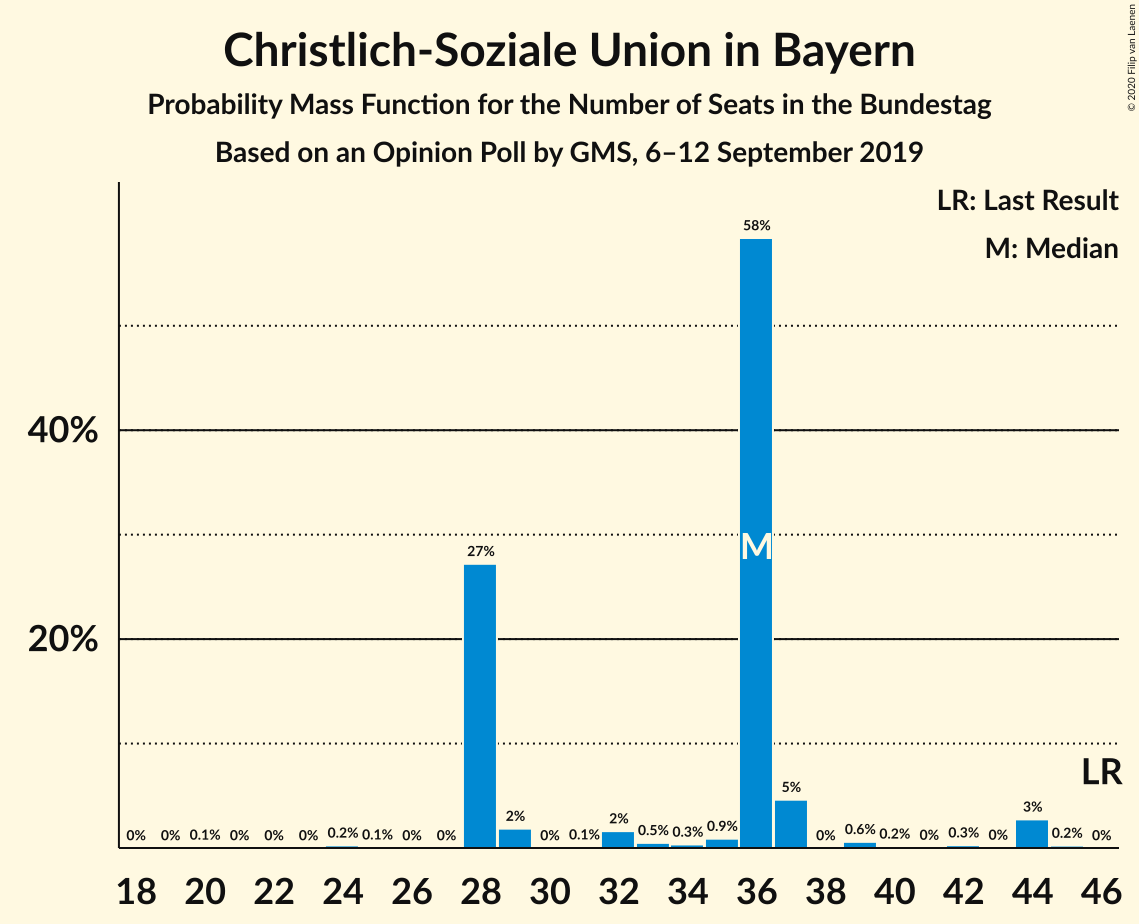 Christlich-Soziale Union in Bayern
Probability Mass Function for the Number of Seats in the Bundestag
Based on an Opinion Poll by GMS, 6–12 September 2019
© 2020 Filip van Laenen
LR: Last Result
M: Median
58%
40%
M
27%
20%
LR
0% 0% 0.1% 0% 0% 0% 0.2% 0.1% 0% 0% 2% 0% 0.1% 2% 0.5% 0.3% 0.9% 5% 0% 0.6% 0.2% 0% 0.3% 0% 3% 0.2% 0%
18 20 22 24 26 28 30 32 34 36 38 40 42 44 46